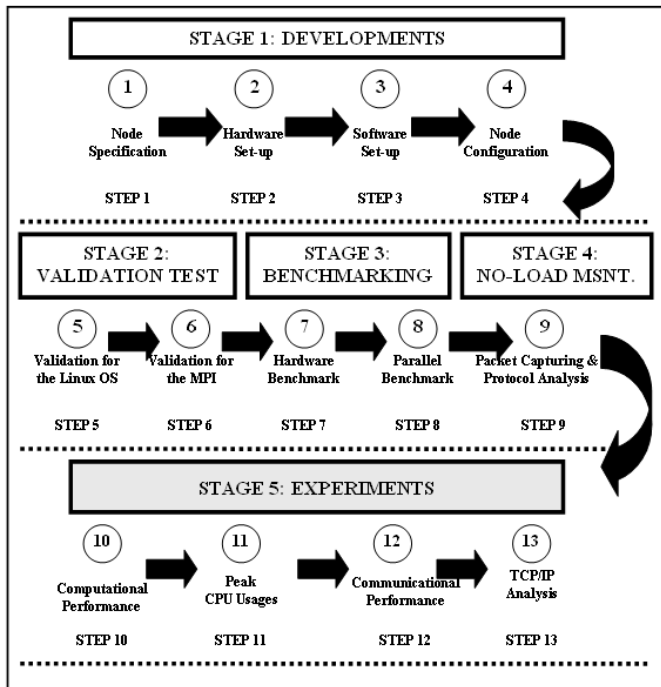 STAGE 1: DEVELOPMENTS
1 2 3 4
Node Hardware Software Node
Specification Set-up Set-up Configuration
STEP 1 STEP 2 STEP 3 STEP 4
STAGE 2: STAGE 3: STAGE 4:
VALIDATION TEST BENCHMARKING NO-LOAD MSNT.
5 6 7 8 9
Validation for Validation for Hardware Parallel Packet Capturing &
the Linux OS the MPI Benchmark Benchmark Protocol Analysis
STEP 5 STEP 6 STEP 7 STEP 8 STEP 9
STAGE 5: EXPERIMENTS
10 11 12 13
Computational Peak Communicational TCP/IP
Performance CPU Usages Performance Analysis
STEP 10 STEP 11 STEP 12 STEP 13